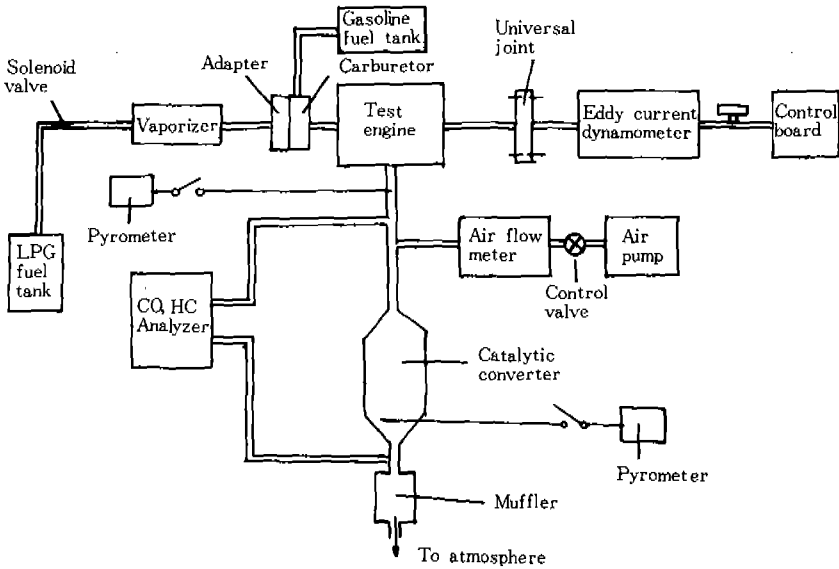 Gasoline
fuel tank
Universal
joint
Solenoid
valve
Adapter
Carburetor
Vaporizer
Test
engine
Eddy current
dynamometer
Control
board
Pyrometer
LPG
fuel
tank
Air flow
meter
Air
pump
Control
valve
CO, HC
Analyzer
Catalytic
converter
Pyrometer
Muffler
To atmosphere